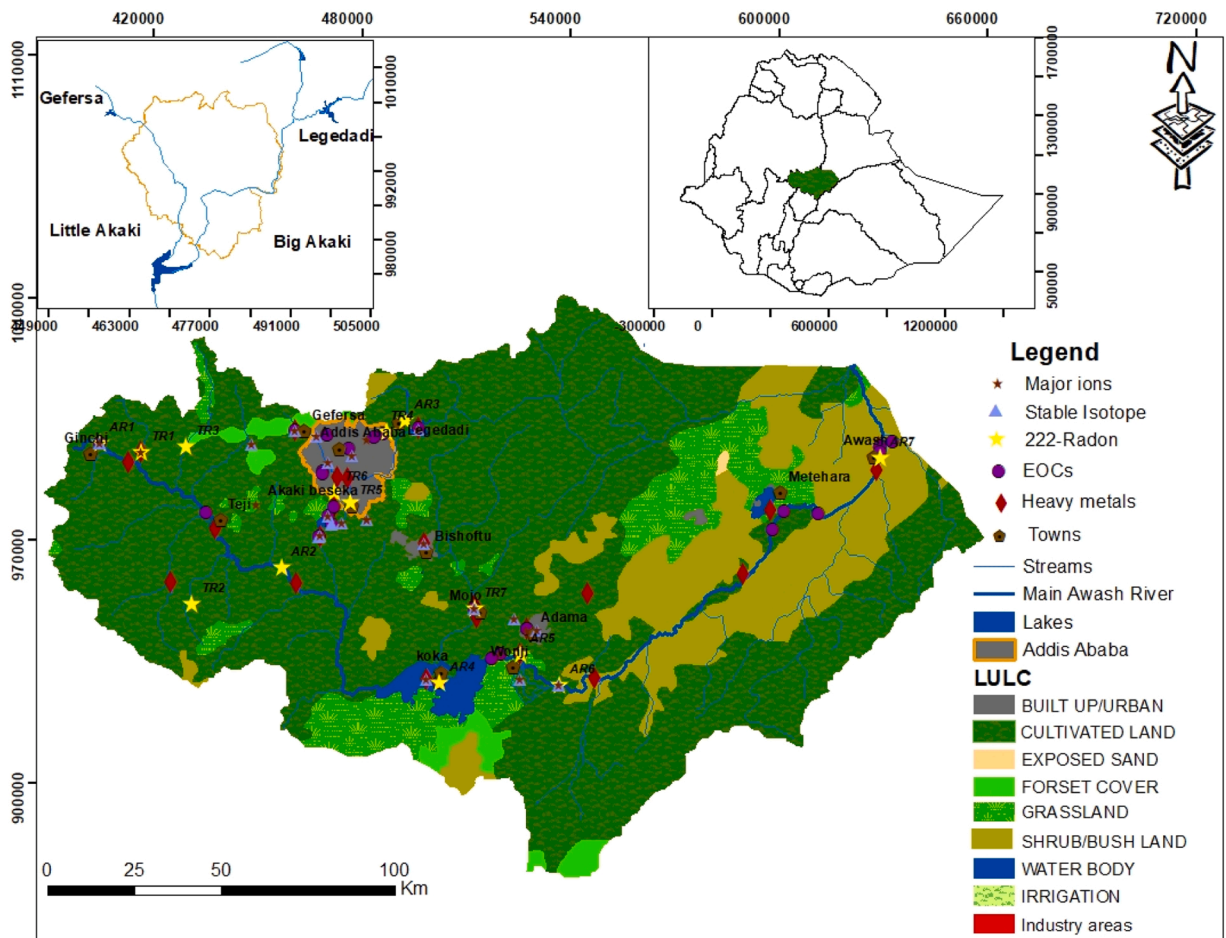 420000 480000 540000 600000 660000 720000
1110000
1040000
970000
900000
Gefersa
Legedadi
Little Akaki
Big Akaki
1010000
1010000
992000
992000
980000
980000
449000 463000 477000 491000 505000
1700000
1300000
900000
500000
300000 0 600000 1200000
N
Legend
Major ions
Stable Isotope
222-Radon
EOCs
Heavy metals
Towns
Streams
Main Awash River
Lakes
Addis Ababa
LULC
BUILT UP/URBAN
CULTIVATED LAND
EXPOSED SAND
FORSET COVER
GRASSLAND
SHRUB/BUSH LAND
WATER BODY
IRRIGATION
Industry areas
Ginchi
AR1
TR1
TR3
Gefersa
TR4
AR3
Addis Ababa
Legedadi
TR6
Akaki beseka
TR5
Teji
AR2
TR2
Bishoftu
Mojo
TR7
Adama
AR5
Wonji
koka
AR4
AR6
Metehara
Awash
AR7
0 25 50 100
Km